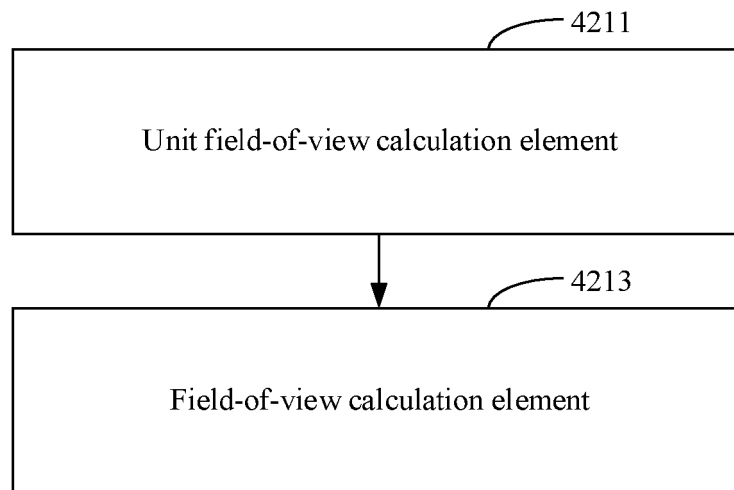 4211
Unit field-of-view calculation element
4213
Field-of-view calculation element